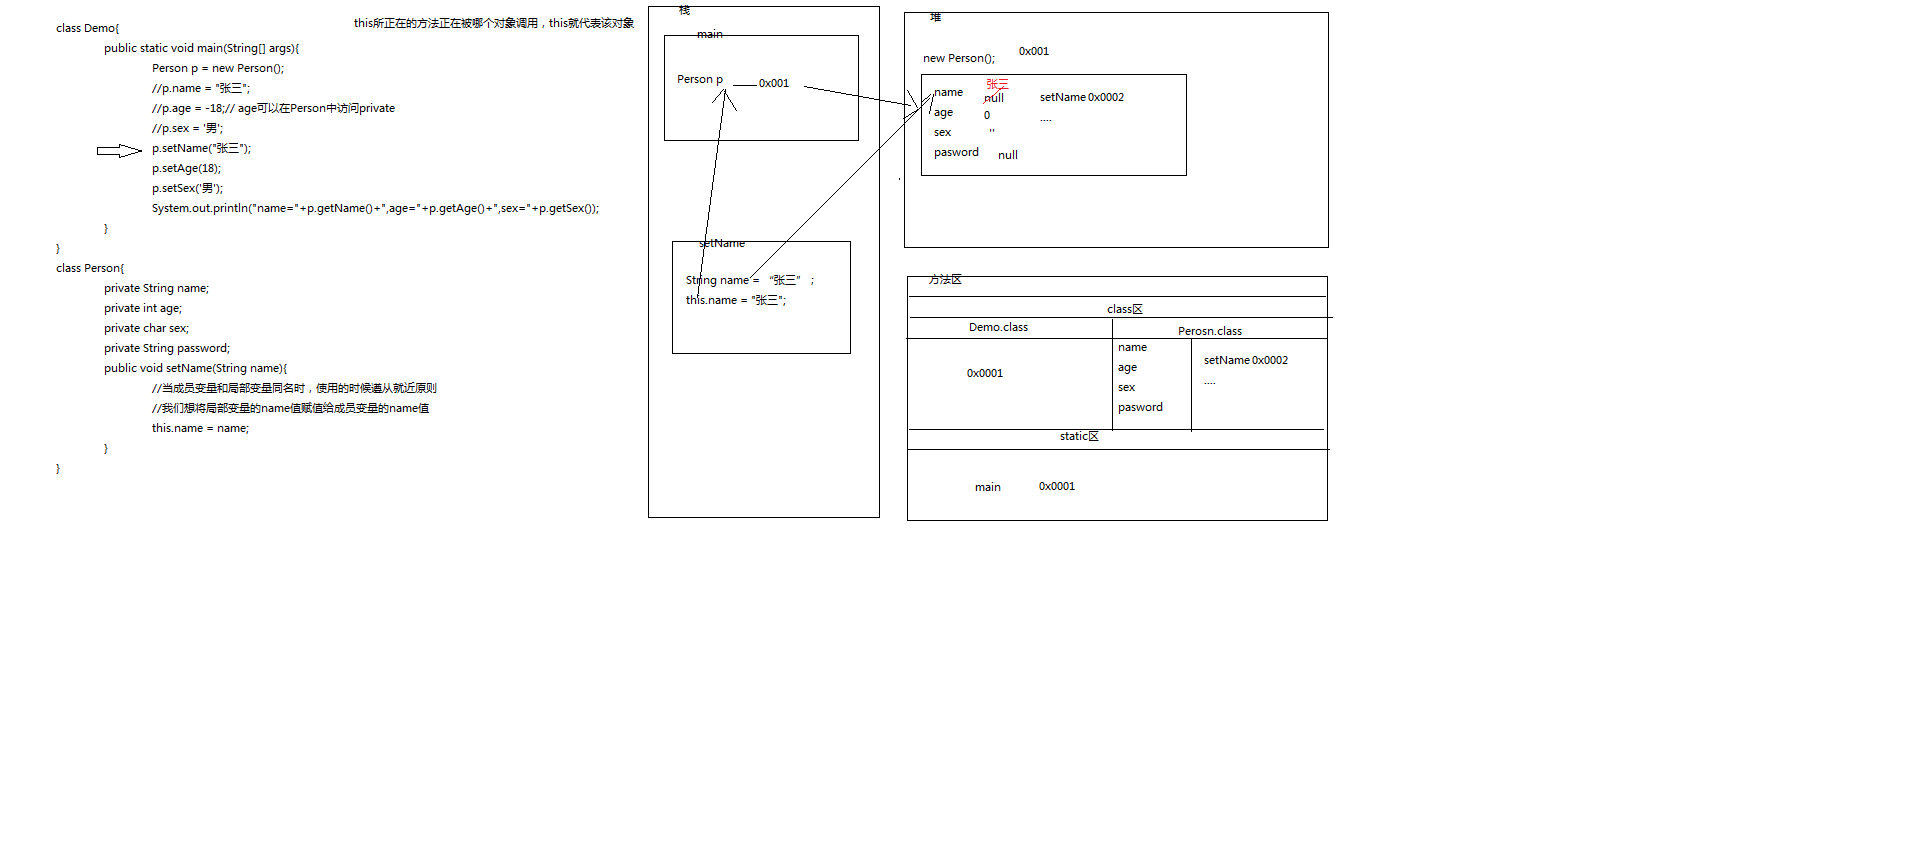 this所正在的方法正在被哪个对象调用，this就代表该对象
class Demo{
public static void main(String[] args){
Person p = new Person();
//p.name = "张三";
//p.age = -18;// age可以在Person中访问private
//p.sex = '男';
p.setName("张三");
p.setAge(18);
p.setSex('男');
System.out.println("name="+p.getName()+",age="+p.getAge()+",sex="+p.getSex());
}
}
class Person{
private String name;
private int age;
private char sex;
private String password;
public void setName(String name){
//当成员变量和局部变量同名时，使用的时候遵从就近原则
//我们想将局部变量的name值赋值给成员变量的name值
this.name = name;
}
}
栈
main
Person p
0x001
setName
String name = “张三” ;
this.name = "张三";
堆
new Person();
0x001
张三
name
null
age
0
sex
''
pasword
null
setName 0x0002
....
方法区
class区
Demo.class
Perosn.class
0x0001
name
age
sex
pasword
setName 0x0002
....
static区
main
0x0001